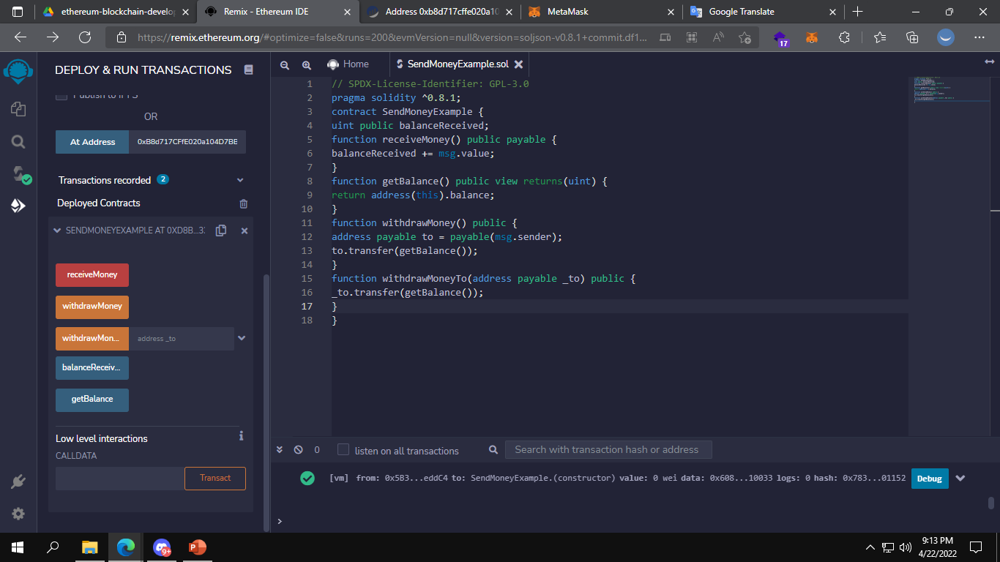 ethereum-blockchain-develo
Remix - Ethereum IDE
Address 0xb8d717cffe020a10
MetaMask
Google Translate
https://remix.ethereum.org/#optimize=false&runs=200&evmVersion=null&version=soljson-v0.8.1+commit.df1...
17
DEPLOY & RUN TRANSACTIONS
Publish to IPFS
OR
At Address
0xB8d717CFfE020a104D7BB
Transactions recorded 2
Deployed Contracts
SENDMONEYEXAMPLE AT 0XD8B...33
receiveMoney
withdrawMoney
withdrawMon...
address _to
balanceReceiv...
getBalance
Low level interactions
i
CALLDATA
Transact
Home
SendMoneyExample.sol
1 // SPDX-License-Identifier: GPL-3.0
2 pragma solidity ^0.8.1;
3 contract SendMoneyExample {
4 uint public balanceReceived;
5 function receiveMoney() public payable {
6 balanceReceived += msg.value;
7 }
8 function getBalance() public view returns(uint) {
9 return address(this).balance;
10 }
11 function withdrawMoney() public {
12 address payable to = payable(msg.sender);
13 to.transfer(getBalance());
14 }
15 function withdrawMoneyTo(address payable _to) public {
16 _to.transfer(getBalance());
17 }
18 }
0
listen on all transactions
Search with transaction hash or address
[vm] from: 0x5B3...eddC4 to: SendMoneyExample.(constructor) value: 0 wei data: 0x608...10033 logs: 0 hash: 0x783...01152
Debug
>
9+
P
9:13 PM
4/22/2022